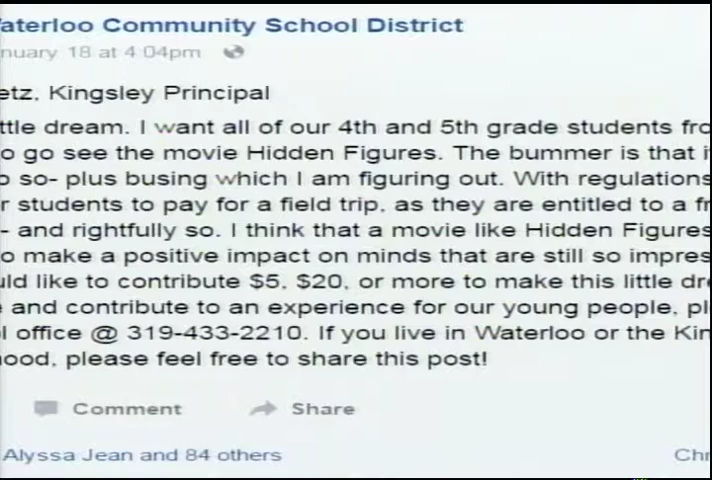 aterloo Community School District
nuary 18 at 4:04pm
etz, Kingsley Principal
ttle dream. I want all of our 4th and 5th grade students fro
o go see the movie Hidden Figures. The bummer is that i
o so- plus busing which I am figuring out. With regulations
r students to pay for a field trip, as they are entitled to a fr
- and rightfully so. I think that a movie like Hidden Figures
o make a positive impact on minds that are still so impres
uld like to contribute $5, $20, or more to make this little dre
and contribute to an experience for our young people, pl
l office @ 319-433-2210. If you live in Waterloo or the Kin
ood, please feel free to share this post!
Comment Share
Alyssa Jean and 84 others Chr